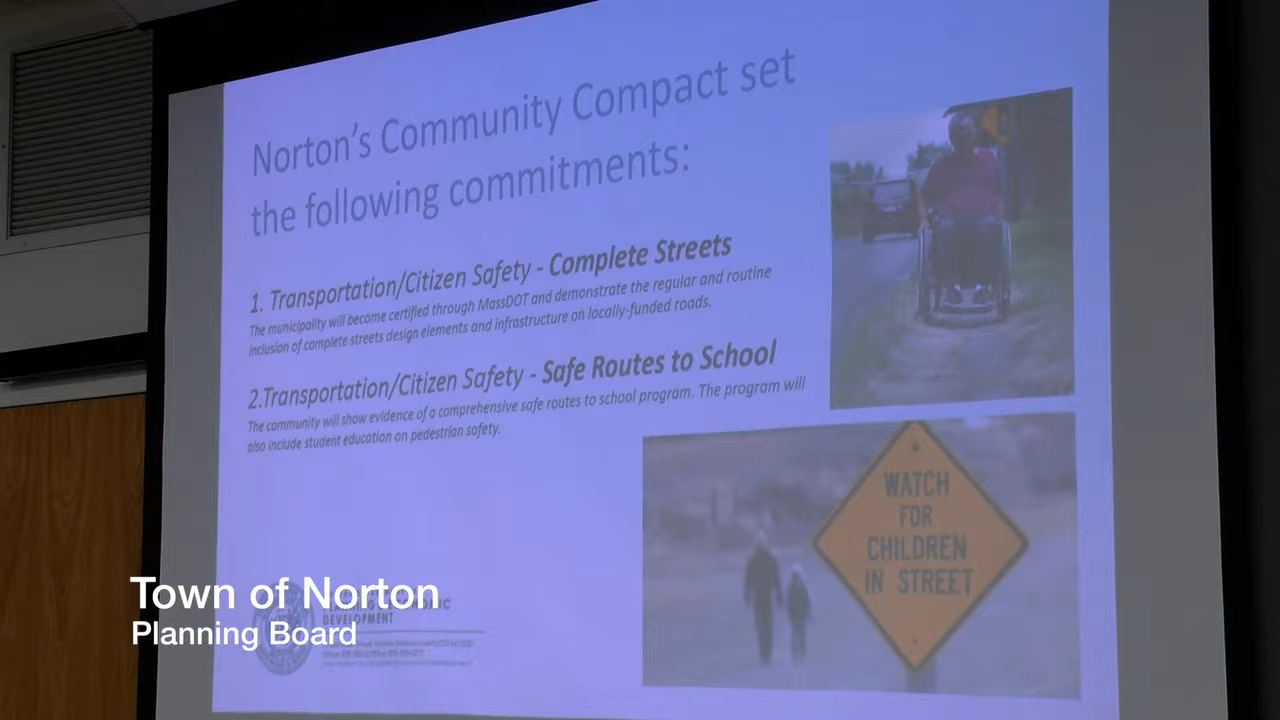 Norton's Community Compact set
the following commitments:
1. Transportation/Citizen Safety - Complete Streets
The municipality will become certified through MassDOT and demonstrate the regular and routine
inclusion of complete streets design elements and infrastructure on locally-funded roads.
2.Transportation/Citizen Safety - Safe Routes to School
The community will show evidence of a comprehensive safe routes to school program. The program will
also include student education on pedestrian safety.
WATCH
FOR
CHILDREN
IN STREET
DEVELOPMENT
Town of Norton
Planning Board